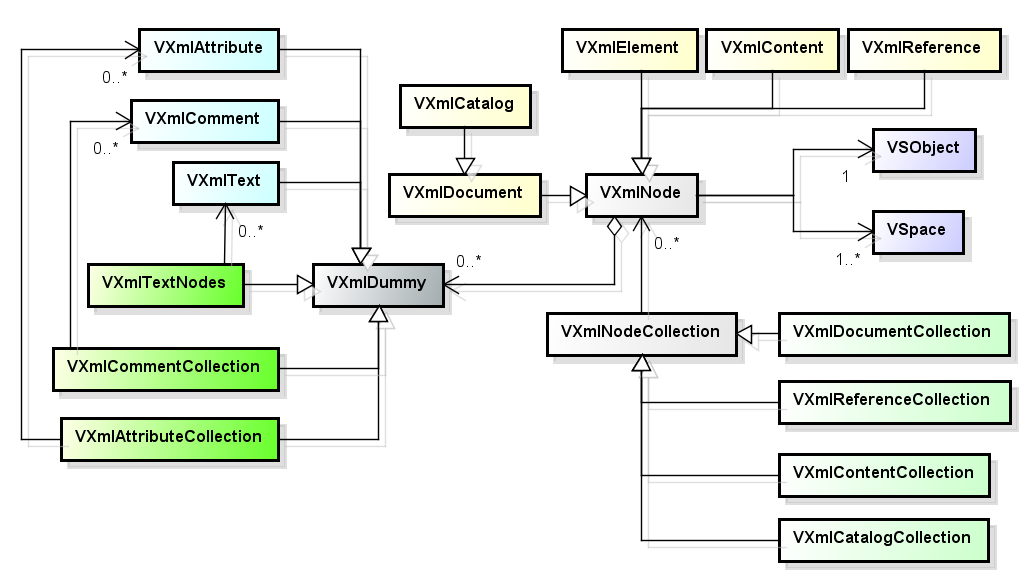 VXmlAttribute
0..*
VXmlComment
0..*
VXmlText
0..*
VXmlTextNodes
VXmlCommentCollection
VXmlAttributeCollection
VXmlDummy
0..*
VXmlCatalog
VXmlDocument
VXmlElement
VXmlContent
VXmlReference
VXmlNode
0..*
VSObject
1
VSpace
1..*
VXmlNodeCollection
VXmlDocumentCollection
VXmlReferenceCollection
VXmlContentCollection
VXmlCatalogCollection